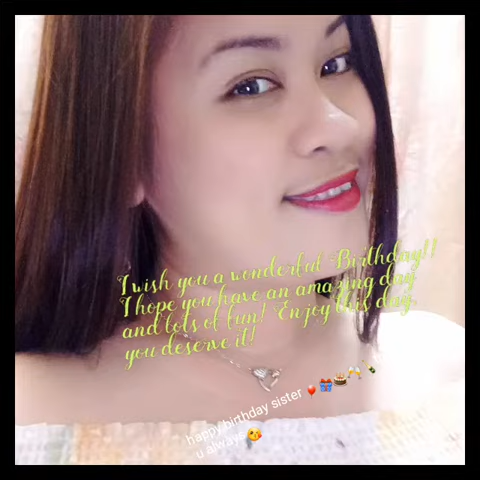 I wish you a wonderful Birthday!!
I hope you have an amazing day
and lots of fun! Enjoy this day,
you deserve it!
happy birthday sister🎈🎁🎂🥂🍾
u always😘